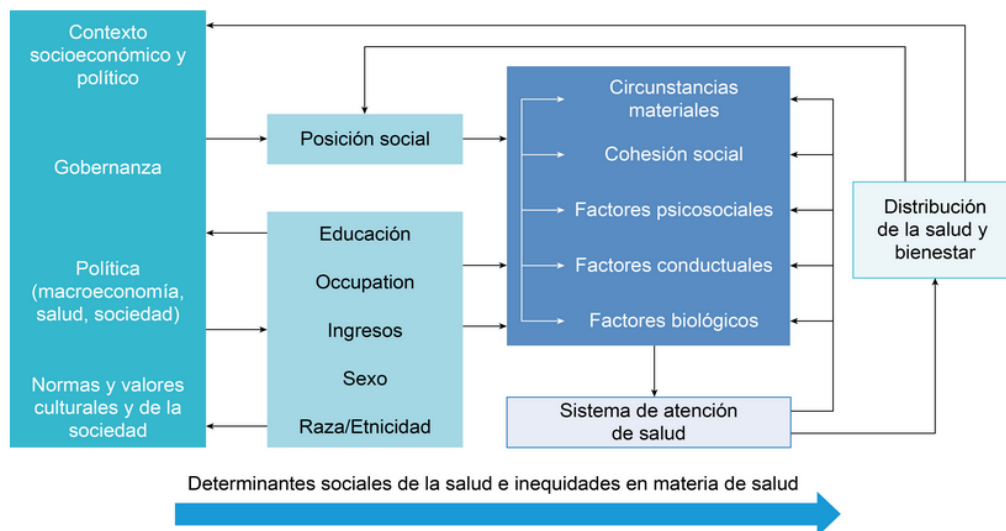 Contexto
socioeconómico y
político
Gobernanza
Política
(macroeconomía,
salud, sociedad)
Normas y valores
culturales y de la
sociedad
Posición social
Educación
Occupation
Ingresos
Sexo
Raza/Etnicidad
Circunstancias
materiales
Cohesión social
Factores psicosociales
Factores conductuales
Factores biológicos
Sistema de atención
de salud
Distribución
de la salud y
bienestar
Determinantes sociales de la salud e inequidades en materia de salud